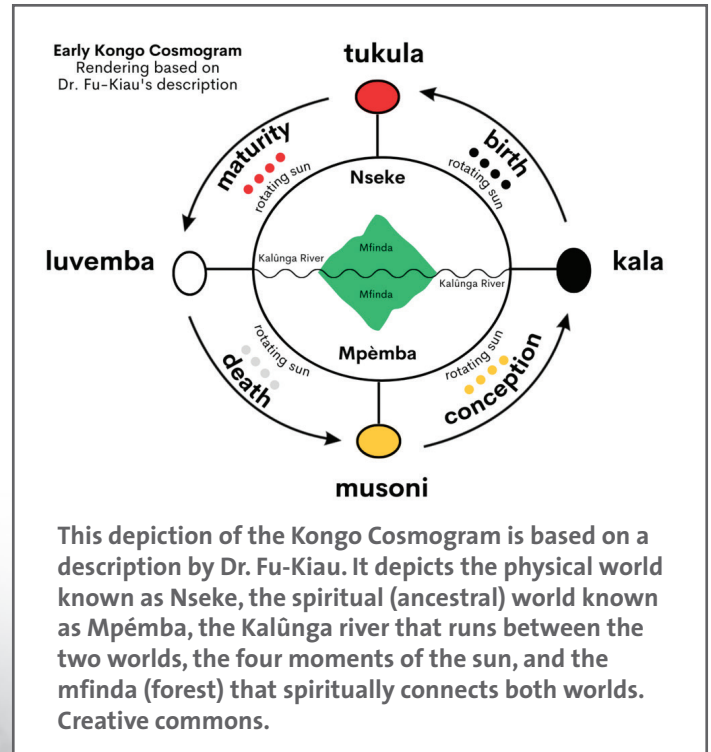 Early Kongo Cosmogram
Rendering based on
Dr. Fu-Kiau's description
tukula
maturity
rotating sun
birth
rotating sun
Nseke
luvemba
Kalûnga River
Mfinda
Mfinda
Kalûnga River
kala
Mpèmba
rotating sun
death
rotating sun
conception
musoni
This depiction of the Kongo Cosmogram is based on a
description by Dr. Fu-Kiau. It depicts the physical world
known as Nseke, the spiritual (ancestral) world known
as Mpémba, the Kalûnga river that runs between the
two worlds, the four moments of the sun, and the
mfinda (forest) that spiritually connects both worlds.
Creative commons.